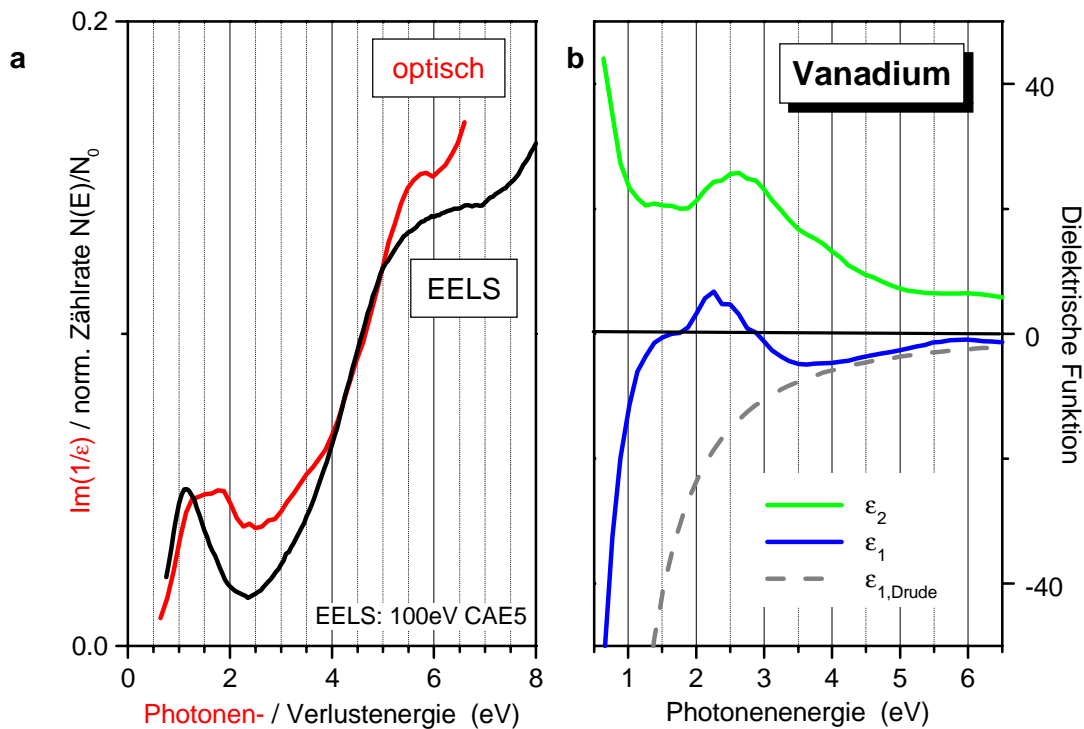 a
0.2
0.0
Im(1/ε) / norm. Zählrate N(E)/N₀
optisch
EELS
EELS: 100eV CAE5
0 2 4 6 8
Photonen- / Verlustenergie (eV)
b
Vanadium
40
0
-40
Dielektrische Funktion
ε₂
ε₁
ε₁,Drude
1 2 3 4 5 6
Photonenenergie (eV)